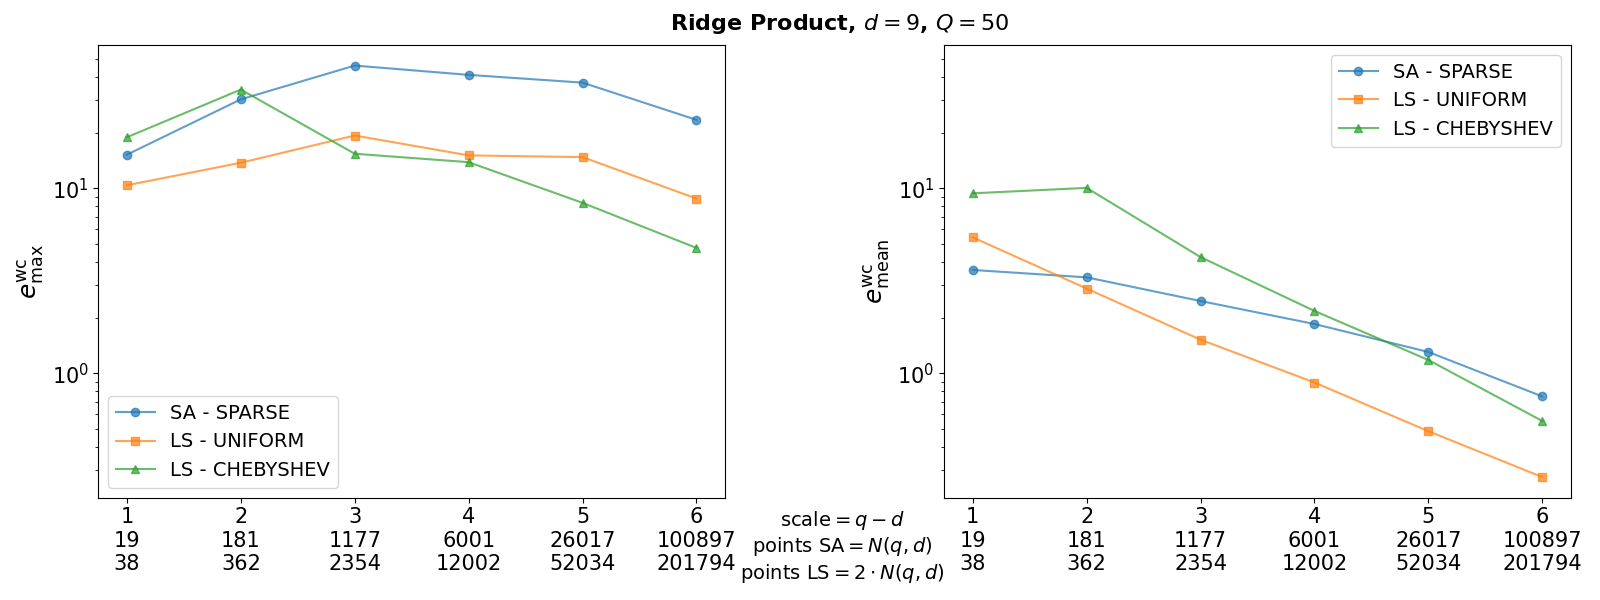 Ridge Product, d = 9, Q = 50
e^wc_max
10^1
10^0
SA - SPARSE
LS - UNIFORM
LS - CHEBYSHEV
1 2 3 4 5 6
19 181 1177 6001 26017 100897
38 362 2354 12002 52034 201794
scale = q − d
points SA = N(q, d)
points LS = 2 · N(q, d)
e^wc_mean
10^1
10^0
SA - SPARSE
LS - UNIFORM
LS - CHEBYSHEV
1 2 3 4 5 6
19 181 1177 6001 26017 100897
38 362 2354 12002 52034 201794